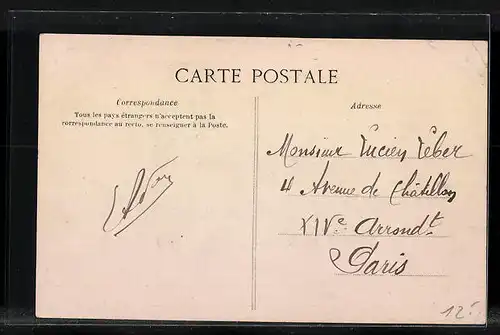 CARTE POSTALE
Correspondance
Tous les pays étrangers n'acceptent pas la
correspondance au recto, se renseigner à la Poste.
Adresse
Monsieur Lucien Léber
4 Avenue de Châtillon
XIVe Arrondt.
Paris
12